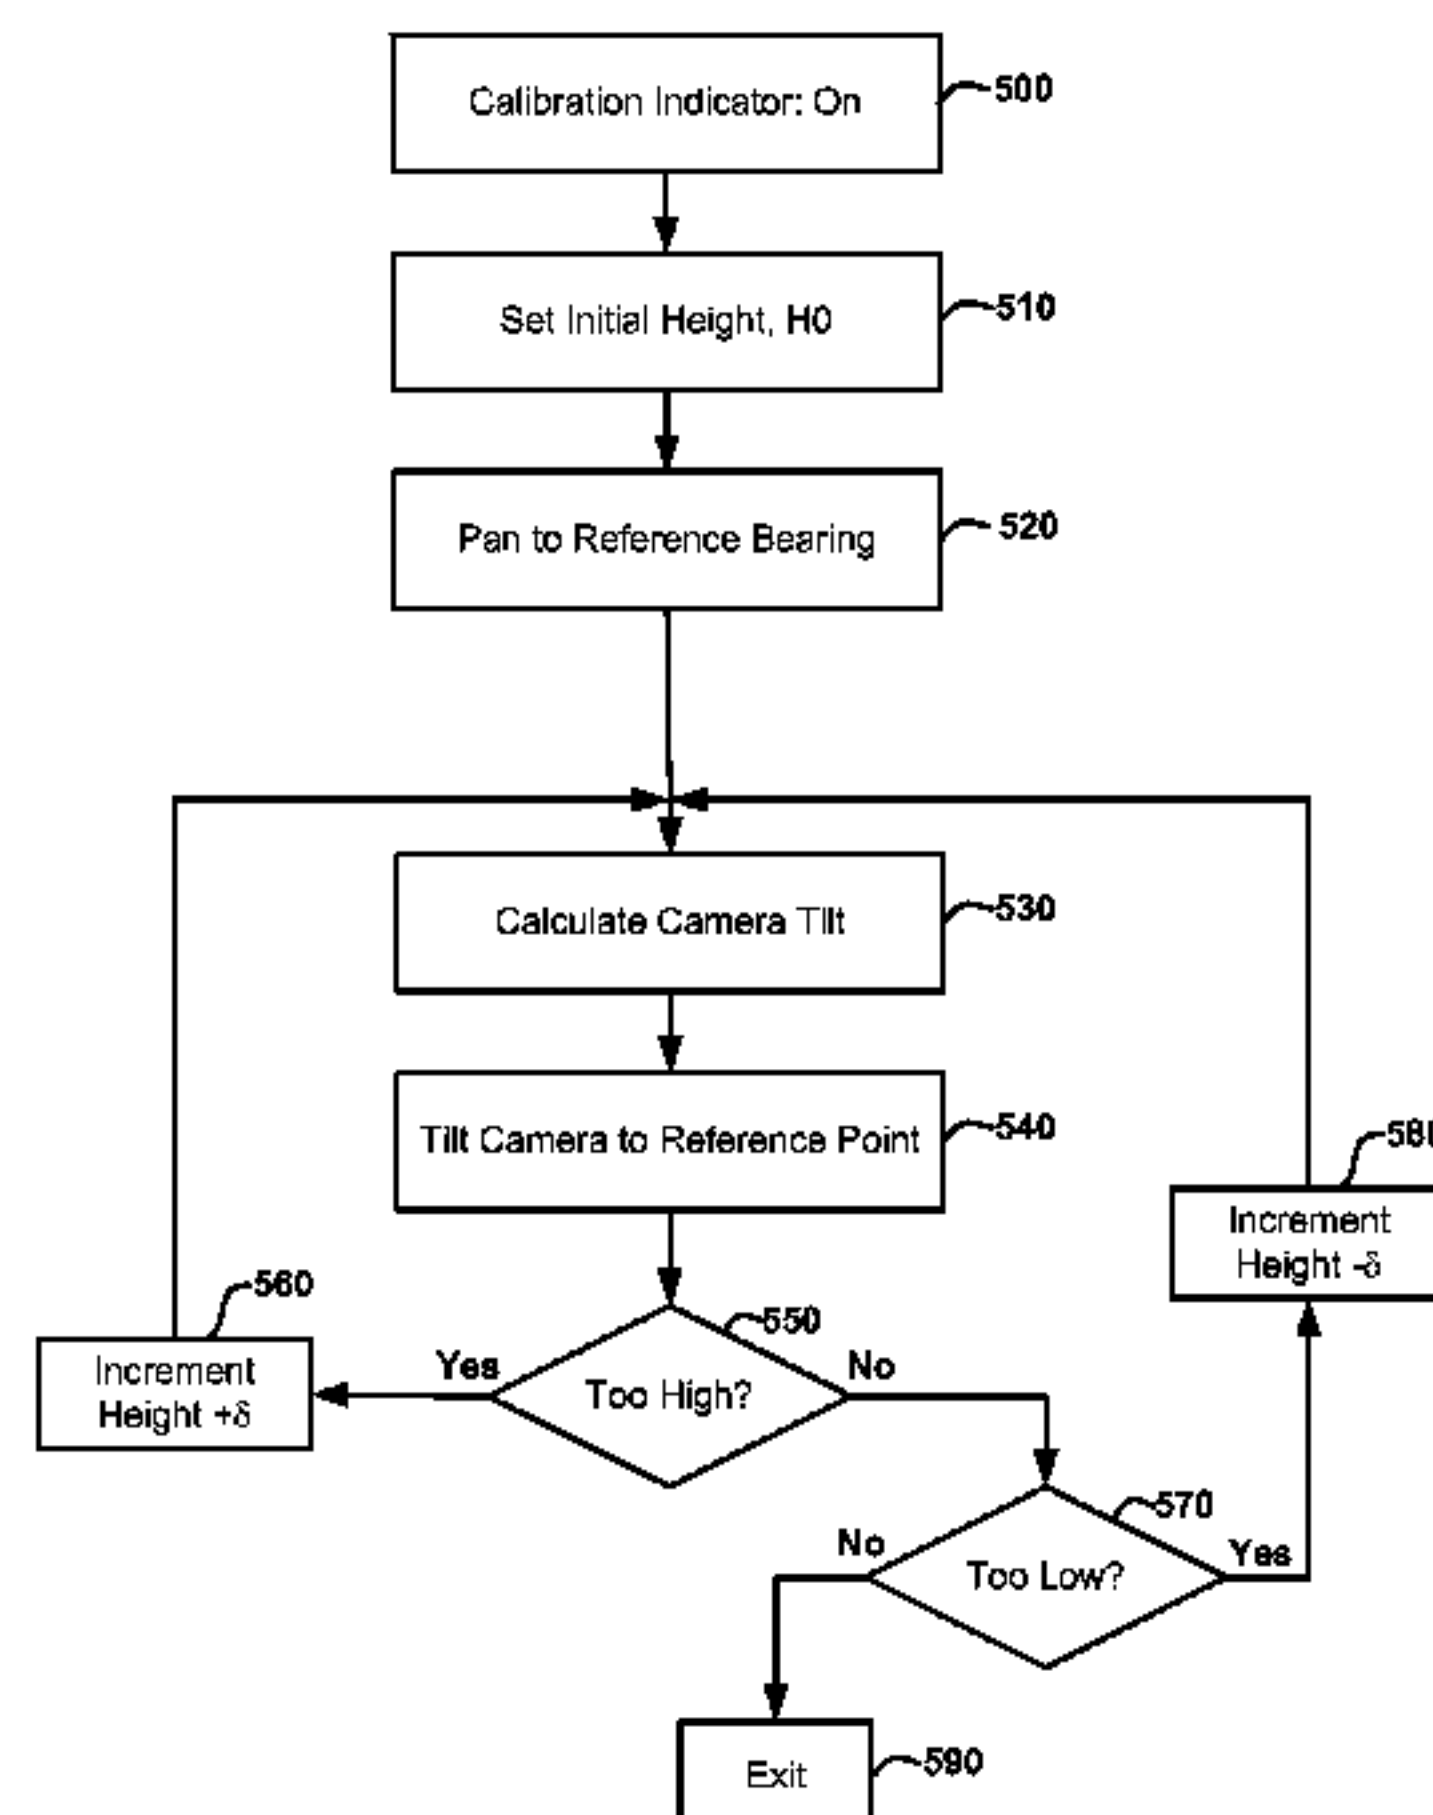 Calibration Indicator: On
500
Set Initial Height, H0
510
Pan to Reference Bearing
520
Calculate Camera Tilt
530
Tilt Camera to Reference Point
540
Increment
Height -δ
Increment
Height +δ
560
Too High?
550
Yes
No
Too Low?
570
No
Yes
Exit
590